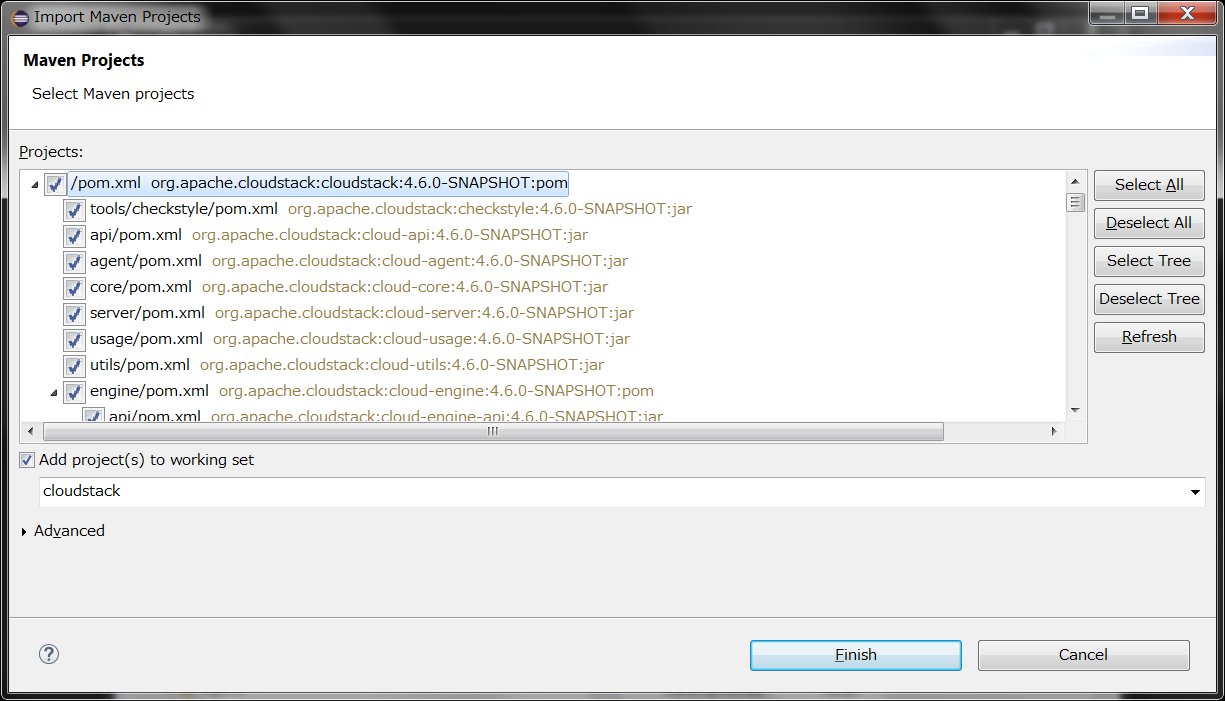 Import Maven Projects
Maven Projects
Select Maven projects
Projects:
/pom.xml org.apache.cloudstack:cloudstack:4.6.0-SNAPSHOT:pom
tools/checkstyle/pom.xml org.apache.cloudstack:checkstyle:4.6.0-SNAPSHOT:jar
api/pom.xml org.apache.cloudstack:cloud-api:4.6.0-SNAPSHOT:jar
agent/pom.xml org.apache.cloudstack:cloud-agent:4.6.0-SNAPSHOT:jar
core/pom.xml org.apache.cloudstack:cloud-core:4.6.0-SNAPSHOT:jar
server/pom.xml org.apache.cloudstack:cloud-server:4.6.0-SNAPSHOT:jar
usage/pom.xml org.apache.cloudstack:cloud-usage:4.6.0-SNAPSHOT:jar
utils/pom.xml org.apache.cloudstack:cloud-utils:4.6.0-SNAPSHOT:jar
engine/pom.xml org.apache.cloudstack:cloud-engine:4.6.0-SNAPSHOT:pom
api/pom.xml org.apache.cloudstack:cloud-engine-api:4.6.0-SNAPSHOT:jar
Select All
Deselect All
Select Tree
Deselect Tree
Refresh
Add project(s) to working set
cloudstack
Advanced
?
Finish
Cancel